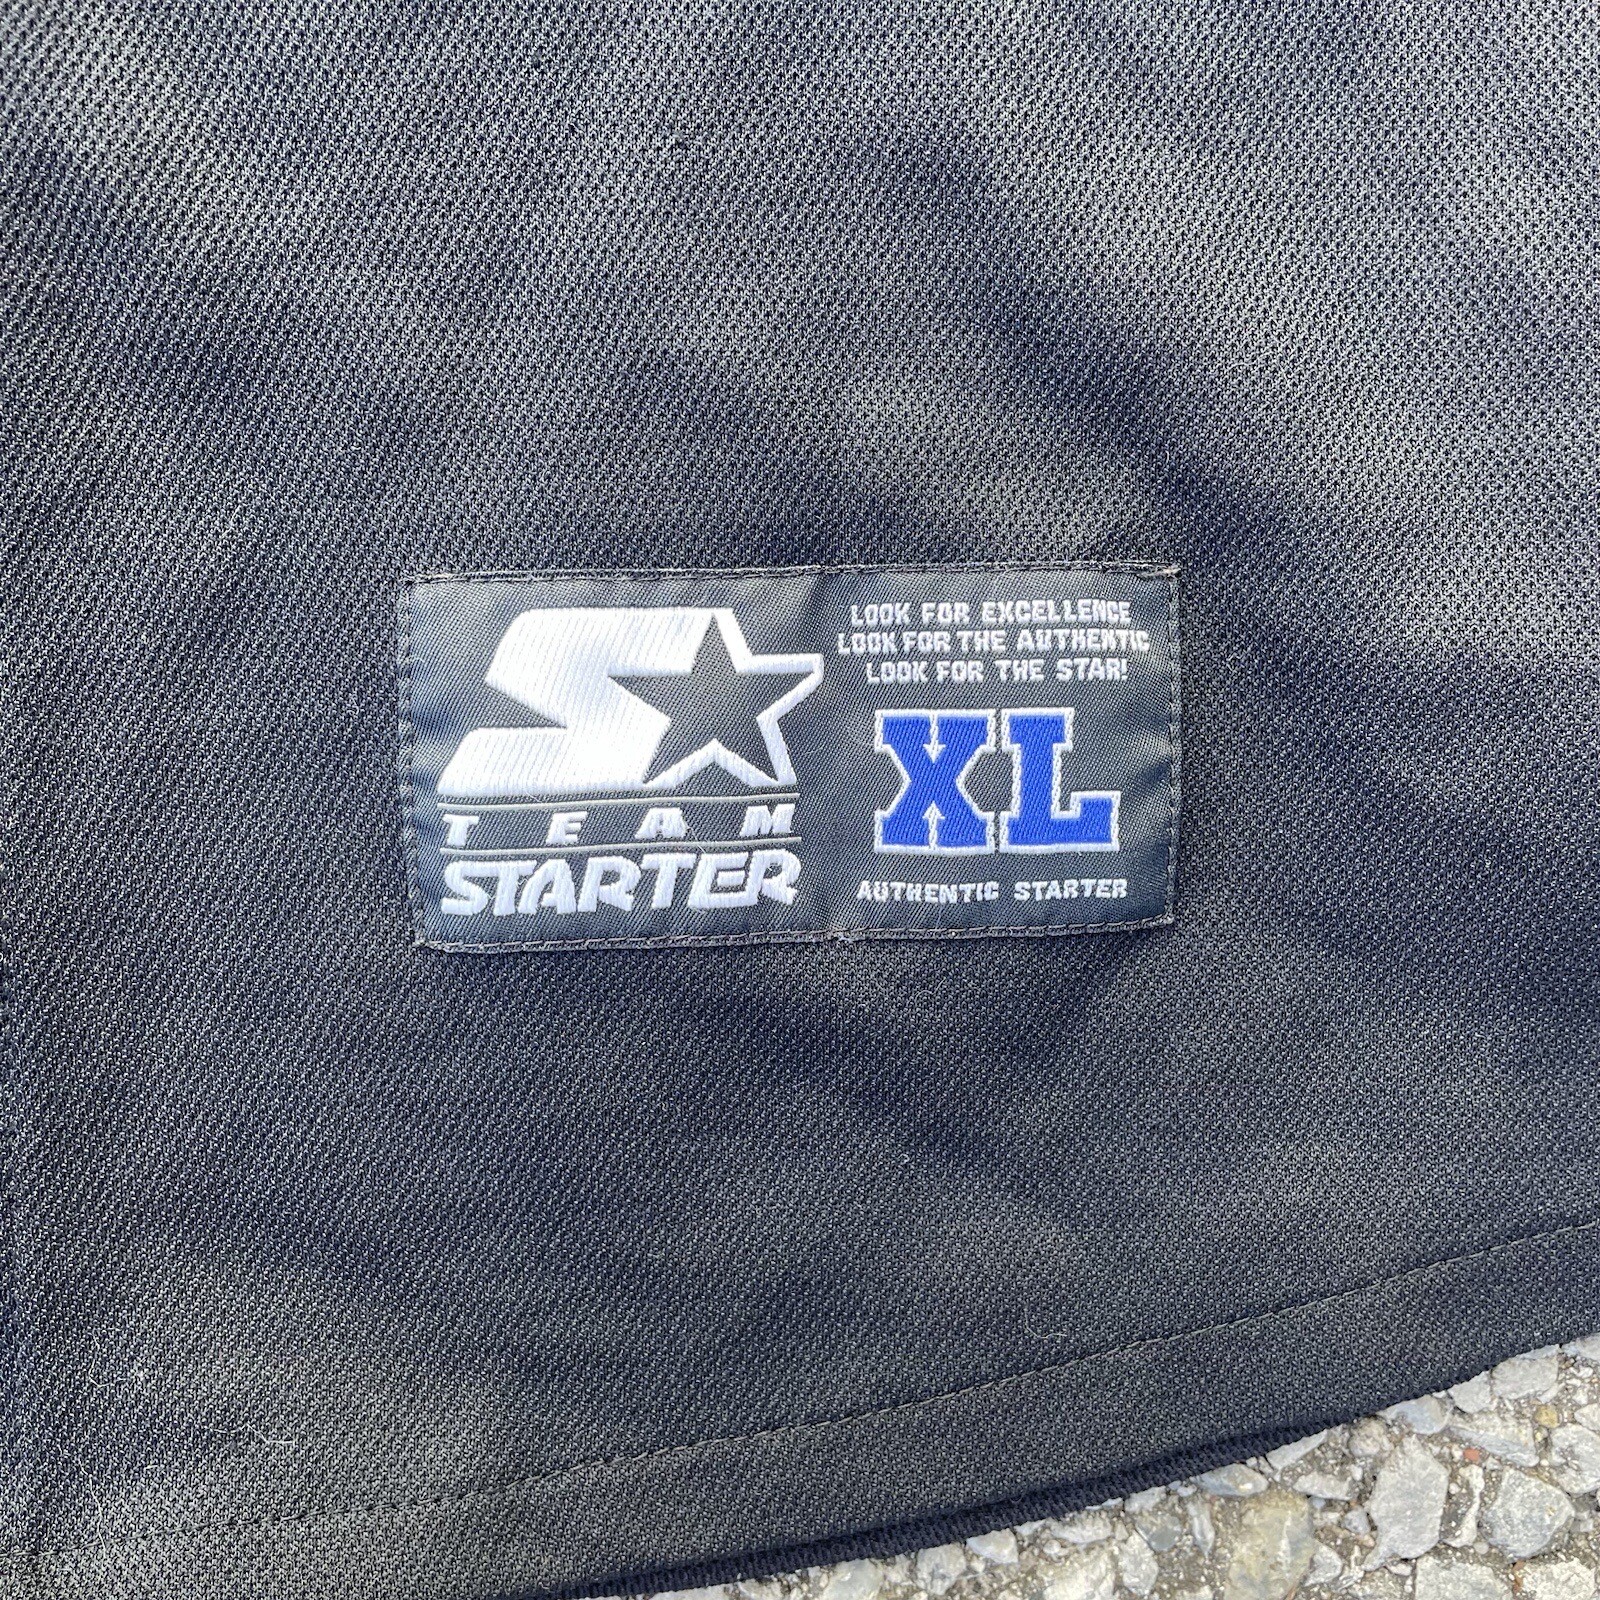 TEAM
STARTER
LOOK FOR EXCELLENCE
LOOK FOR THE AUTHENTIC
LOOK FOR THE STAR!
XL
AUTHENTIC STARTER